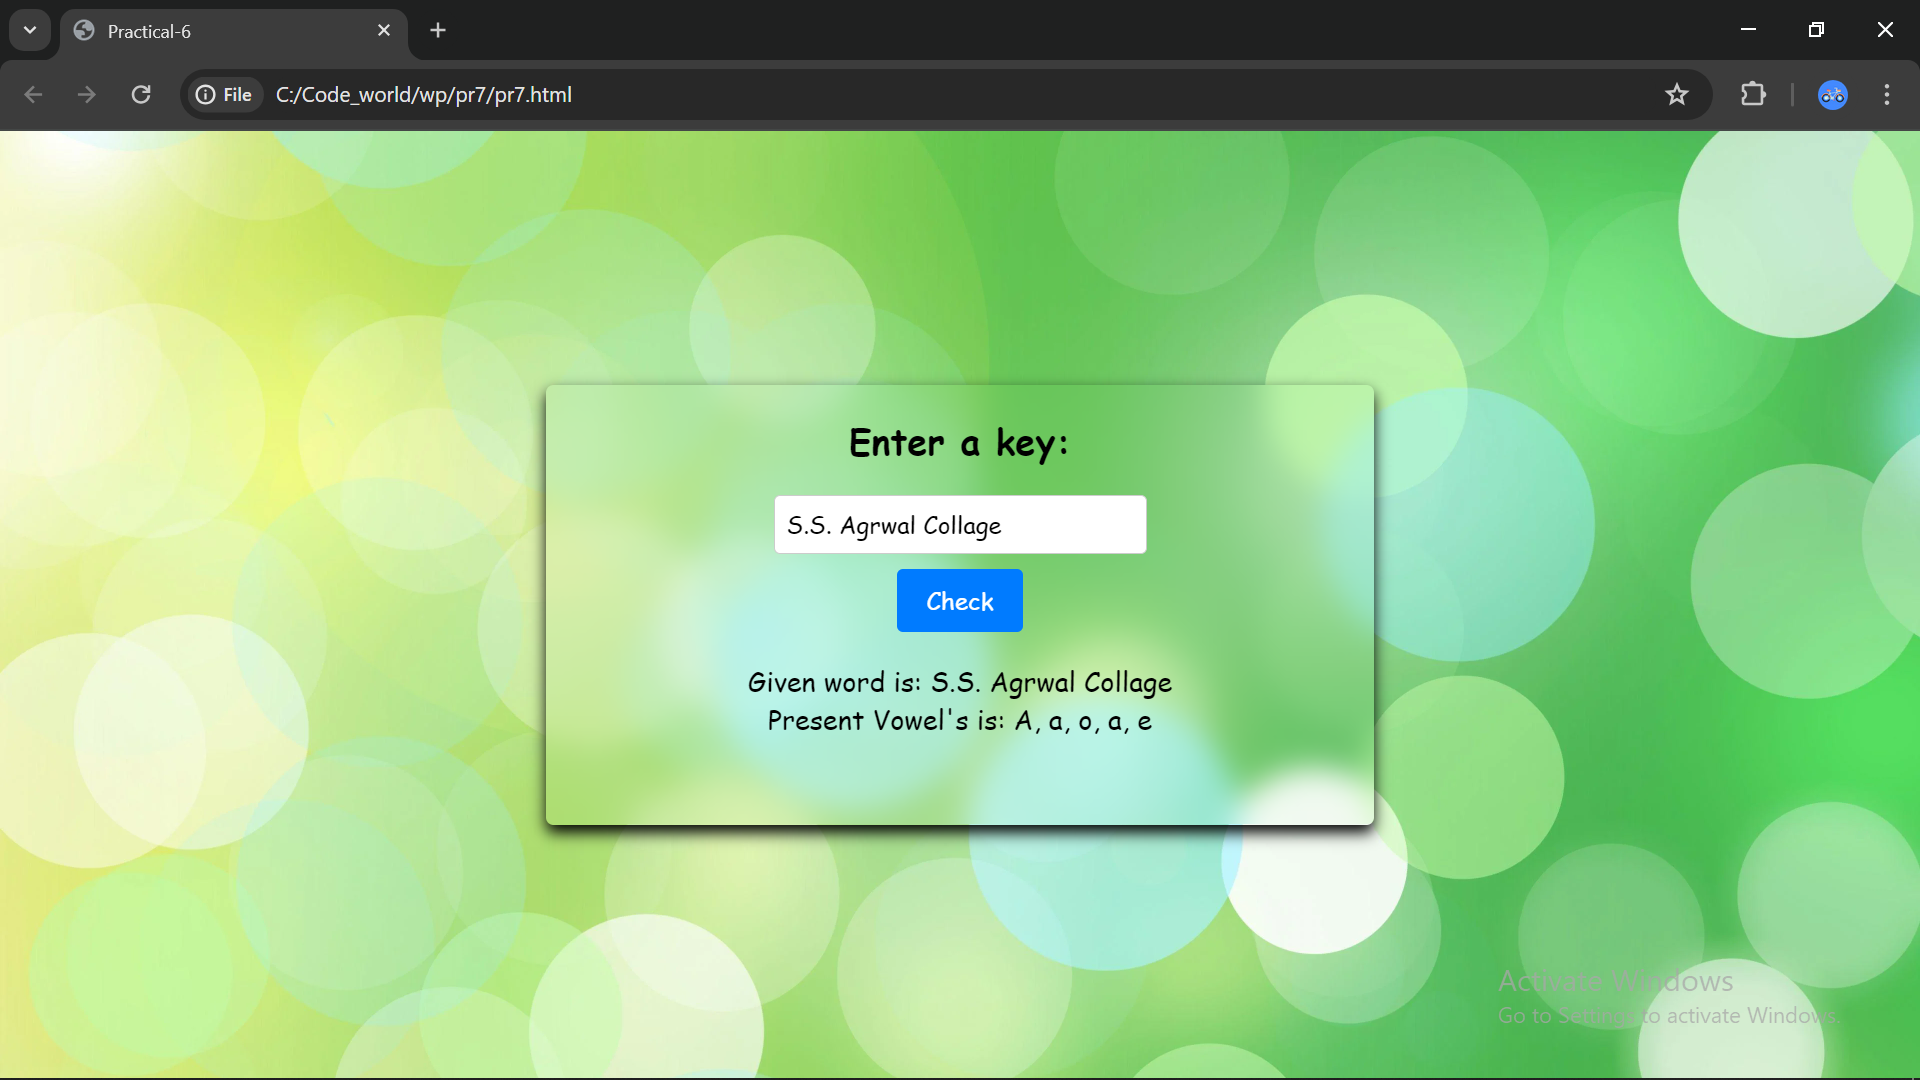 Practical-6
File C:/Code_world/wp/pr7/pr7.html
Enter a key:
S.S. Agrwal Collage
Check
Given word is: S.S. Agrwal Collage
Present Vowel's is: A, a, o, a, e
Activate Windows
Go to Settings to activate Windows.